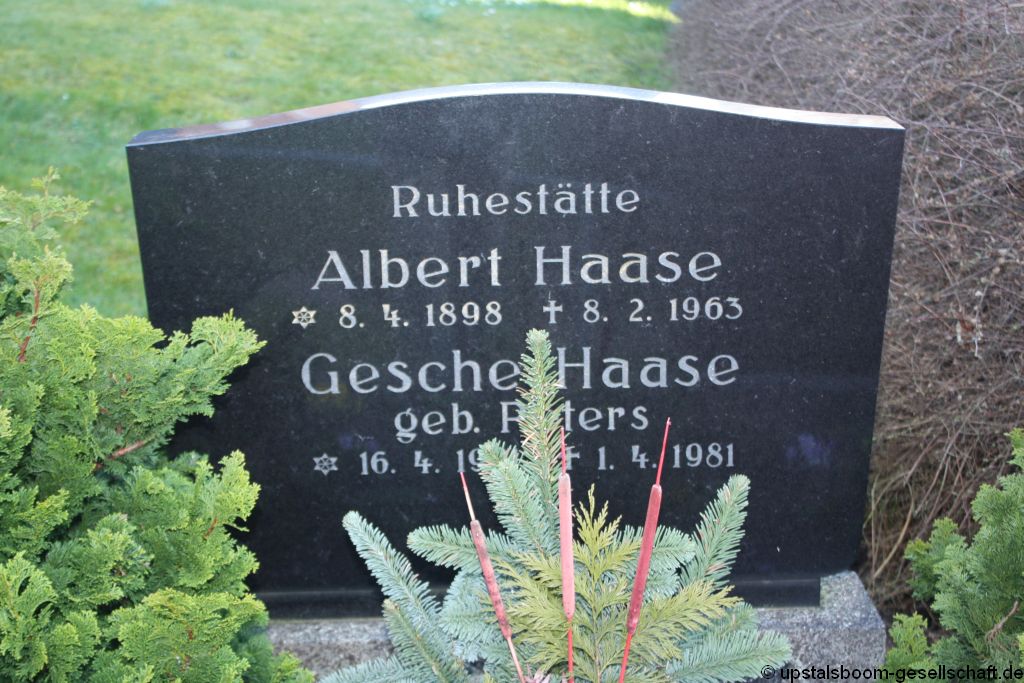 Ruhestätte
Albert Haase
8. 4. 1898 ✝ 8. 2. 1963
Gesche Haase
geb.
16. 4. ✝ 1. 4. 1981
© upstalsboom-gesellschaft.de